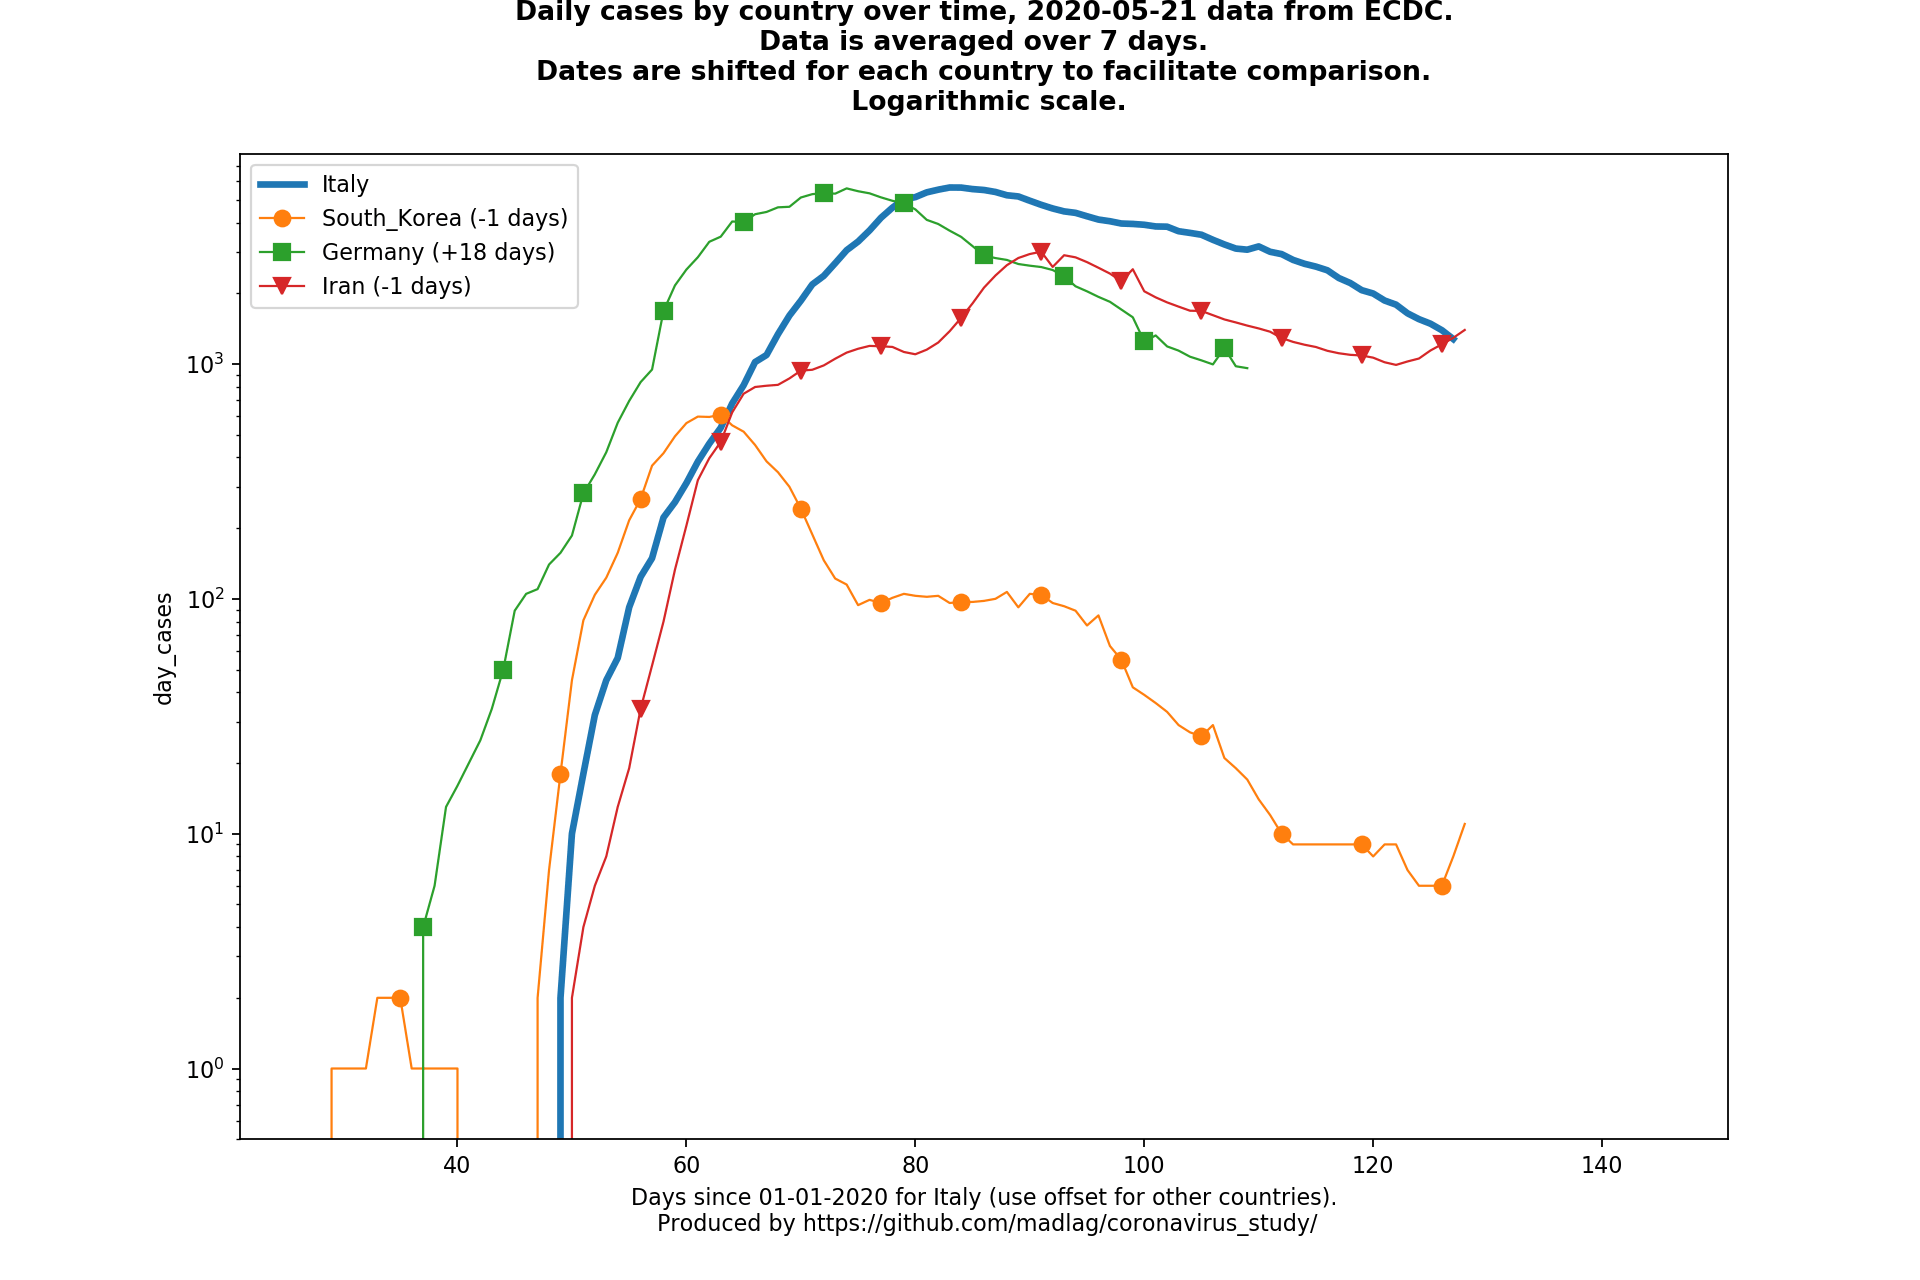 Daily cases by country over time, 2020-05-21 data from ECDC.
Data is averaged over 7 days.
Dates are shifted for each country to facilitate comparison.
Logarithmic scale.
Italy
South_Korea (-1 days)
Germany (+18 days)
Iran (-1 days)
10³
10²
10¹
10⁰
day_cases
40 60 80 100 120 140
Days since 01-01-2020 for Italy (use offset for other countries).
Produced by https://github.com/madlag/coronavirus_study/